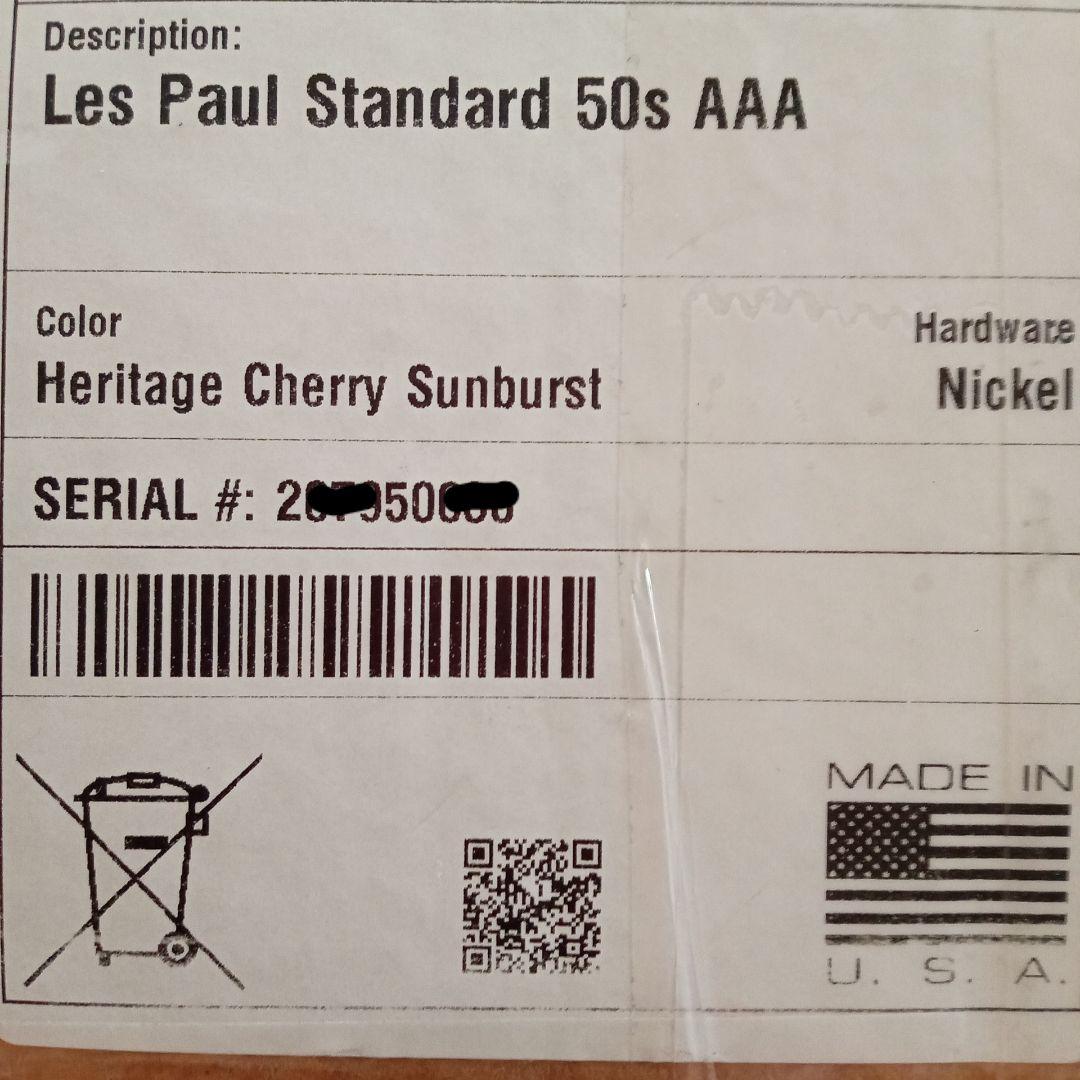 Description:
Les Paul Standard 50s AAA
Color
Hardware
Heritage Cherry Sunburst
Nickel
SERIAL #:
MADE IN
U. S. A.